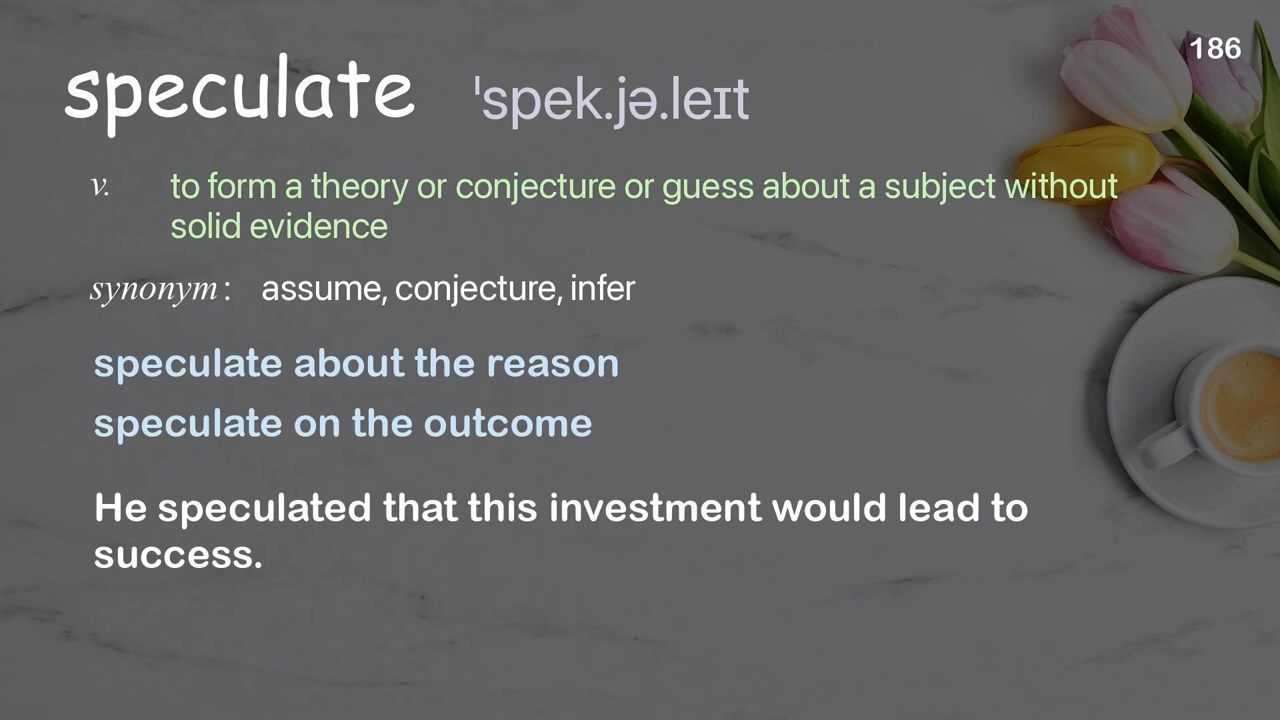 186
speculate ˈspek.jə.leɪt
v. to form a theory or conjecture or guess about a subject without
solid evidence
synonym : assume, conjecture, infer
speculate about the reason
speculate on the outcome
He speculated that this investment would lead to
success.